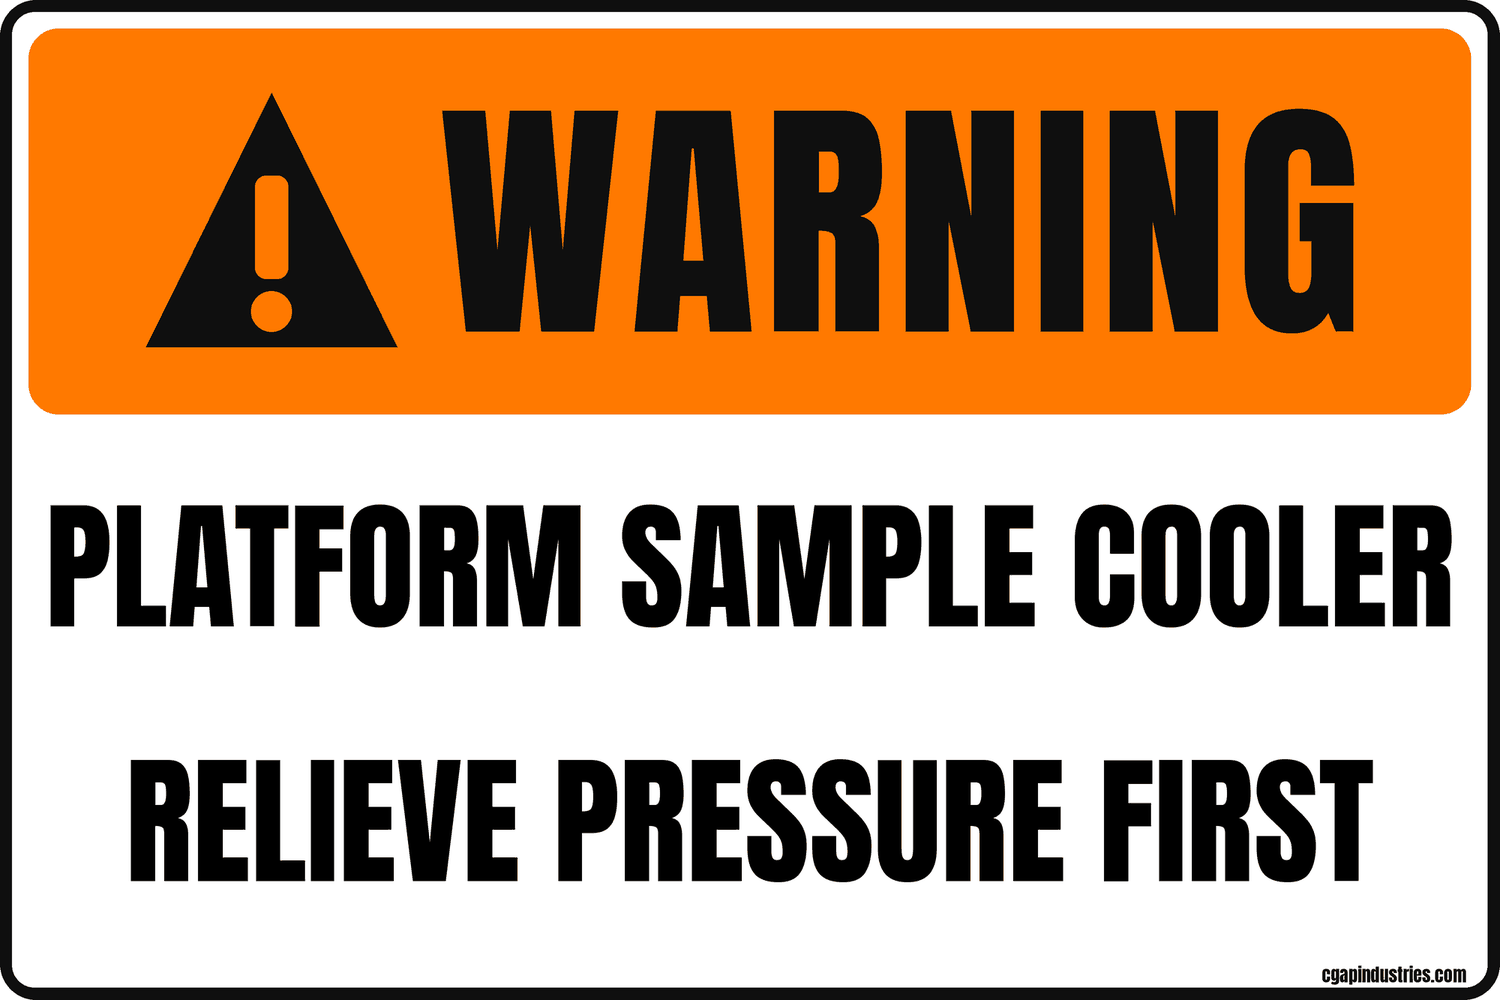 WARNING
PLATFORM SAMPLE COOLER
RELIEVE PRESSURE FIRST
cgapindustries.com